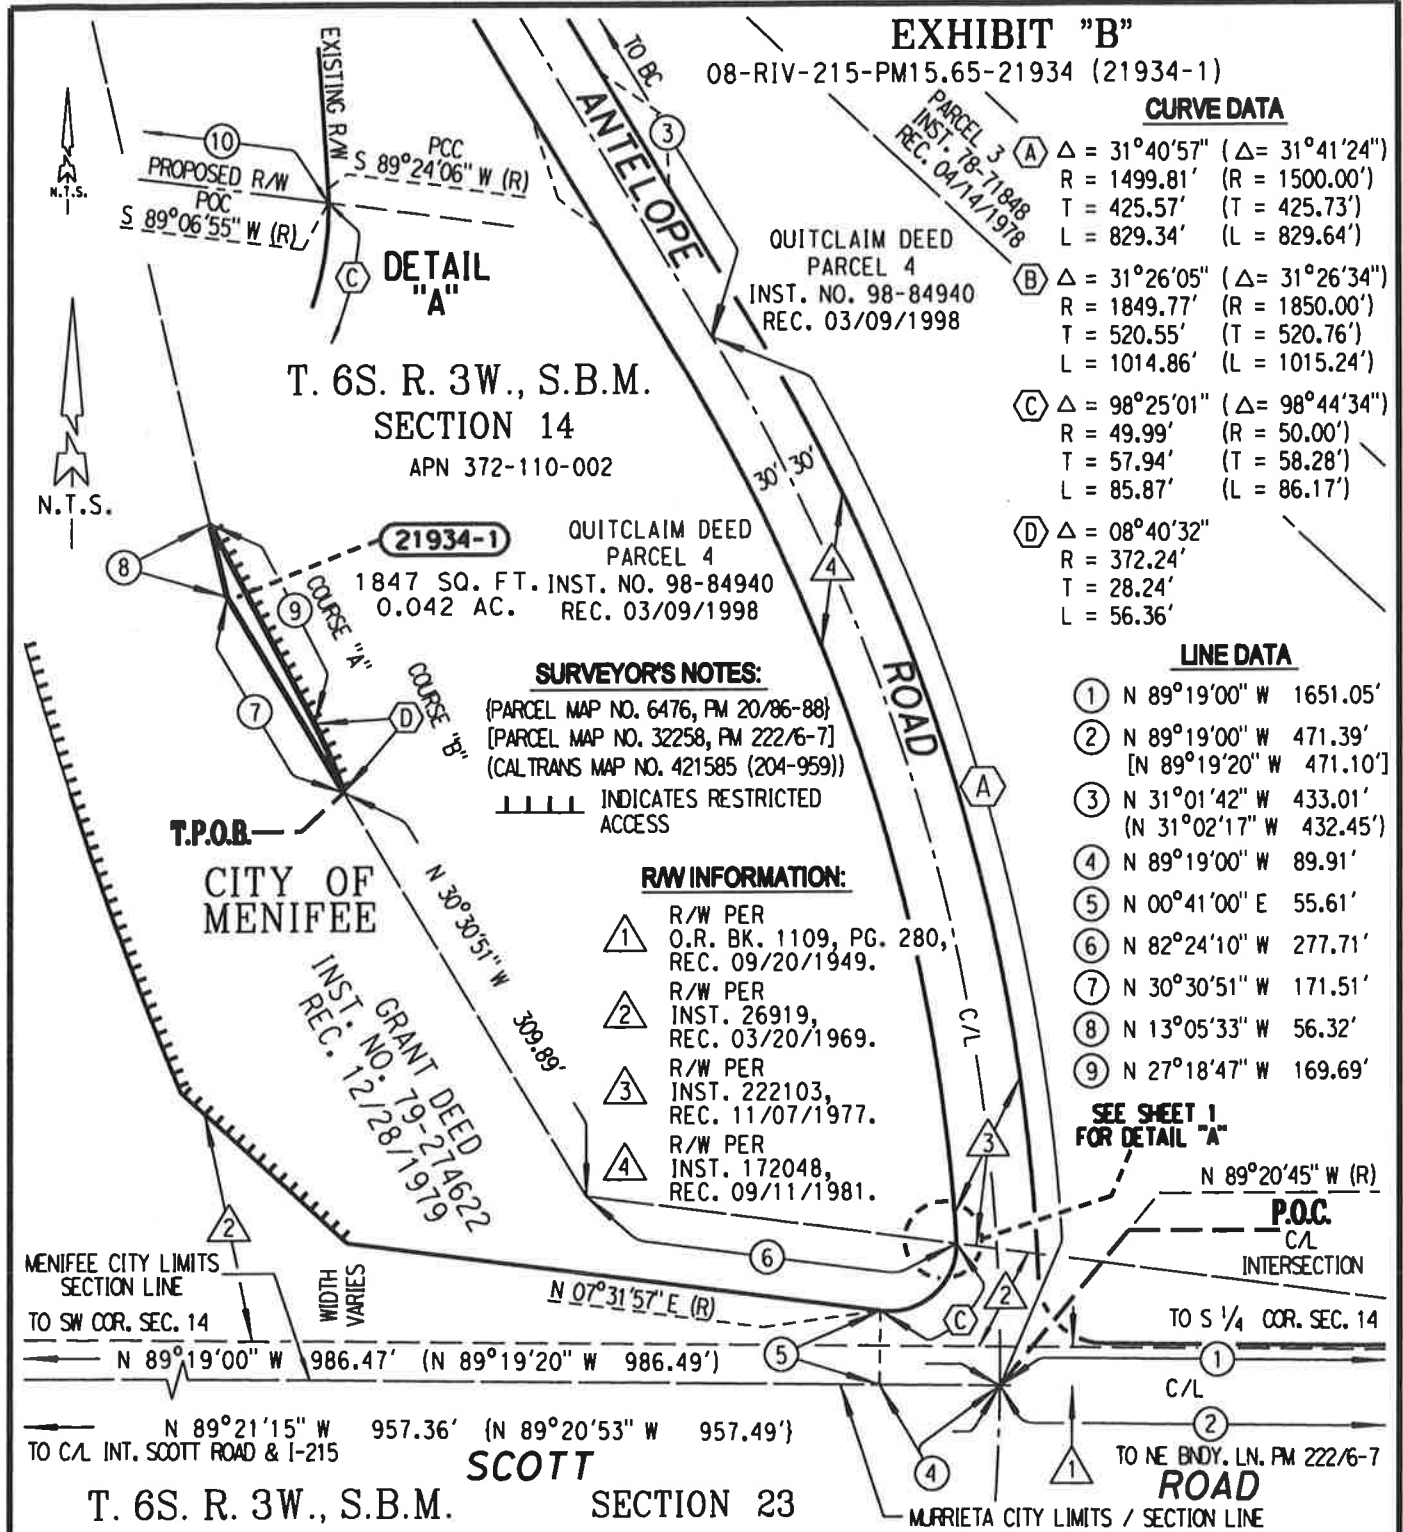 EXHIBIT "B"
08-RIV-215-PM15.65-21934 (21934-1)
N.T.S.
EXISTING R/W
10
PROPOSED R/W
PCC
S 89°24'06" W (R)
POC
S 89°06'55" W (R)
C
DETAIL
"A"
TO BC
3
ANTELOPE
PARCEL 3
INST. 78-71848
REC. 04/14/1978
QUITCLAIM DEED
PARCEL 4
INST. NO. 98-84940
REC. 03/09/1998
CURVE DATA
A Δ = 31°40'57" (Δ= 31°41'24")
R = 1499.81' (R = 1500.00')
T = 425.57' (T = 425.73')
L = 829.34' (L = 829.64')
B Δ = 31°26'05" (Δ= 31°26'34")
R = 1849.77' (R = 1850.00')
T = 520.55' (T = 520.76')
L = 1014.86' (L = 1015.24')
C Δ = 98°25'01" (Δ= 98°44'34")
R = 49.99' (R = 50.00')
T = 57.94' (T = 58.28')
L = 85.87' (L = 86.17')
D Δ = 08°40'32"
R = 372.24'
T = 28.24'
L = 56.36'
N.T.S.
T. 6S. R. 3W., S.B.M.
SECTION 14
APN 372-110-002
30' 30'
4
21934-1
1847 SQ. FT.
0.042 AC.
QUITCLAIM DEED
PARCEL 4
INST. NO. 98-84940
REC. 03/09/1998
8
9
COURSE "A"
7
D
COURSE "B"
SURVEYOR'S NOTES:
{PARCEL MAP NO. 6476, PM 20/86-88}
[PARCEL MAP NO. 32258, PM 222/6-7]
(CALTRANS MAP NO. 421585 (204-959))
INDICATES RESTRICTED
ACCESS
ROAD
A
LINE DATA
1 N 89°19'00" W 1651.05'
2 N 89°19'00" W 471.39'
[N 89°19'20" W 471.10']
3 N 31°01'42" W 433.01'
(N 31°02'17" W 432.45')
4 N 89°19'00" W 89.91'
5 N 00°41'00" E 55.61'
6 N 82°24'10" W 277.71'
7 N 30°30'51" W 171.51'
8 N 13°05'33" W 56.32'
9 N 27°18'47" W 169.69'
T.P.O.B.
CITY OF
MENIFEE
N 30°30'51" W 309.89'
GRANT DEED
INST. NO. 79-274622
REC. 12/28/1979
R/W INFORMATION:
1 R/W PER
O.R. BK. 1109, PG. 280,
REC. 09/20/1949.
2 R/W PER
INST. 26919,
REC. 03/20/1969.
3 R/W PER
INST. 222103,
REC. 11/07/1977.
4 R/W PER
INST. 172048,
REC. 09/11/1981.
C/L
3
SEE SHEET 1
FOR DETAIL "A"
N 89°20'45" W (R)
P.O.C.
C/L
INTERSECTION
2
6
MENIFEE CITY LIMITS
SECTION LINE
WIDTH
VARIES
N 07°31'57" E (R)
C
2
TO SW COR. SEC. 14
TO S 1/4 COR. SEC. 14
N 89°19'00" W 986.47' (N 89°19'20" W 986.49')
5
1
C/L
N 89°21'15" W 957.36' {N 89°20'53" W 957.49'}
2
TO C/L INT. SCOTT ROAD & I-215
SCOTT
4
1
TO NE BNDY. LN. PM 222/6-7
ROAD
T. 6S. R. 3W., S.B.M. SECTION 23
MURRIETA CITY LIMITS / SECTION LINE